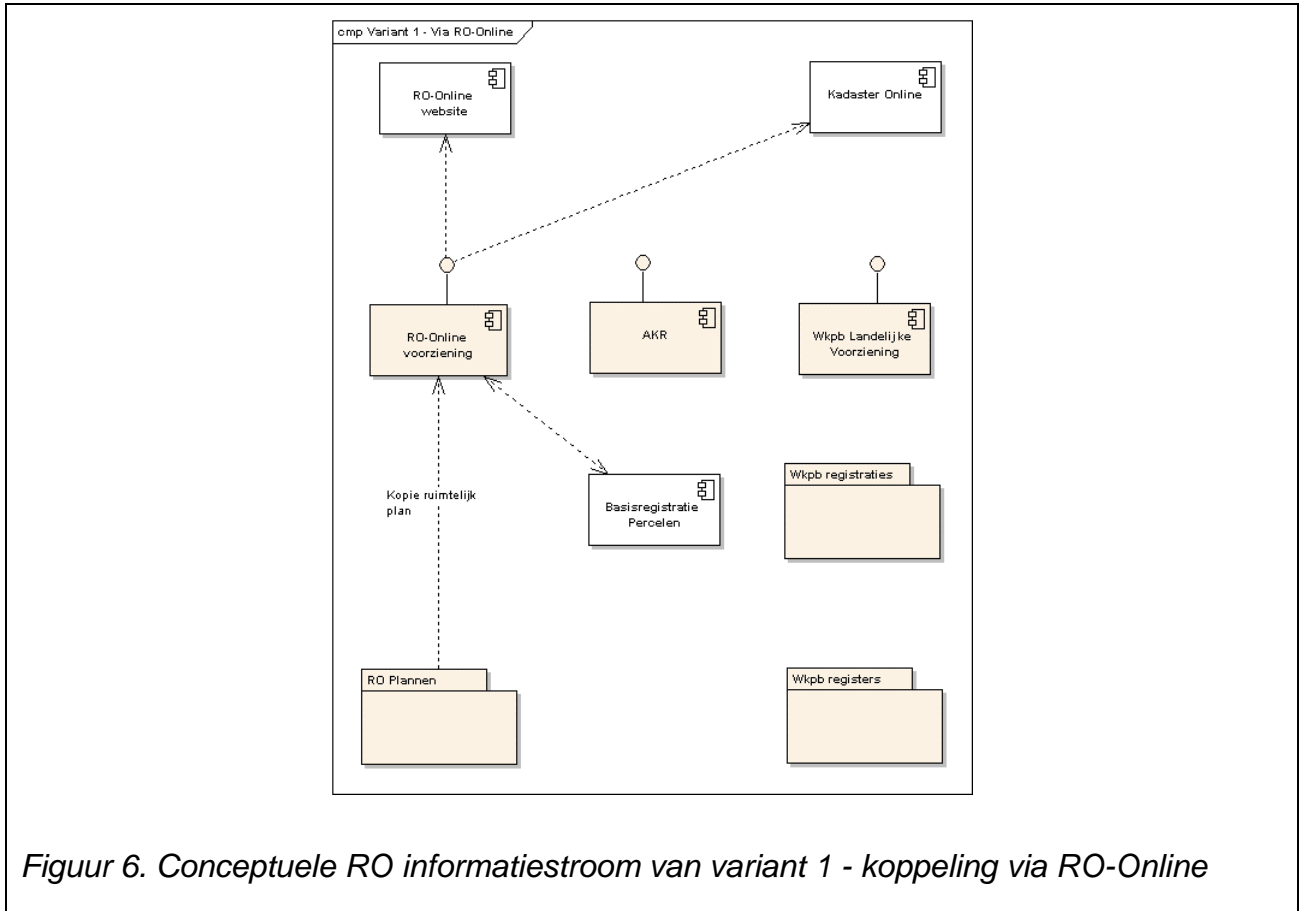 cmp Variant 1 - Via RO-Online
RO-Online
website
Kadaster Online
RO-Online
voorziening
AKR
Wkpb Landelijke
Voorziening
Kopie ruimtelijk
plan
Basisregistratie
Percelen
Wkpb registraties
RO Plannen
Wkpb registers
Figuur 6. Conceptuele RO informatiestroom van variant 1 - koppeling via RO-Online